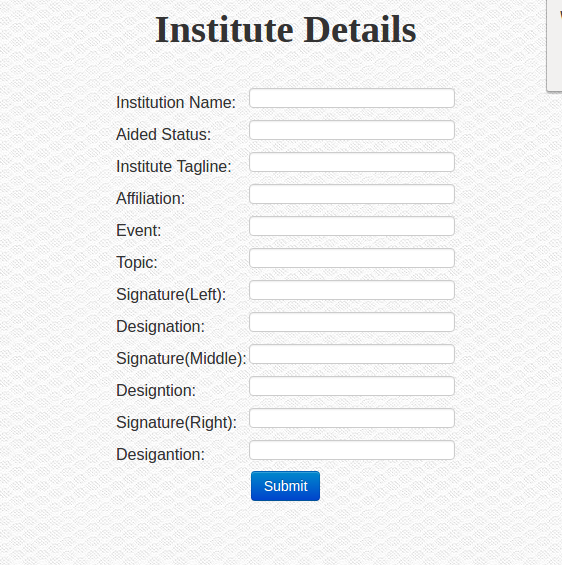 Institute Details
Institution Name:
Aided Status:
Institute Tagline:
Affiliation:
Event:
Topic:
Signature(Left):
Designation:
Signature(Middle):
Designtion:
Signature(Right):
Desigantion:
Submit